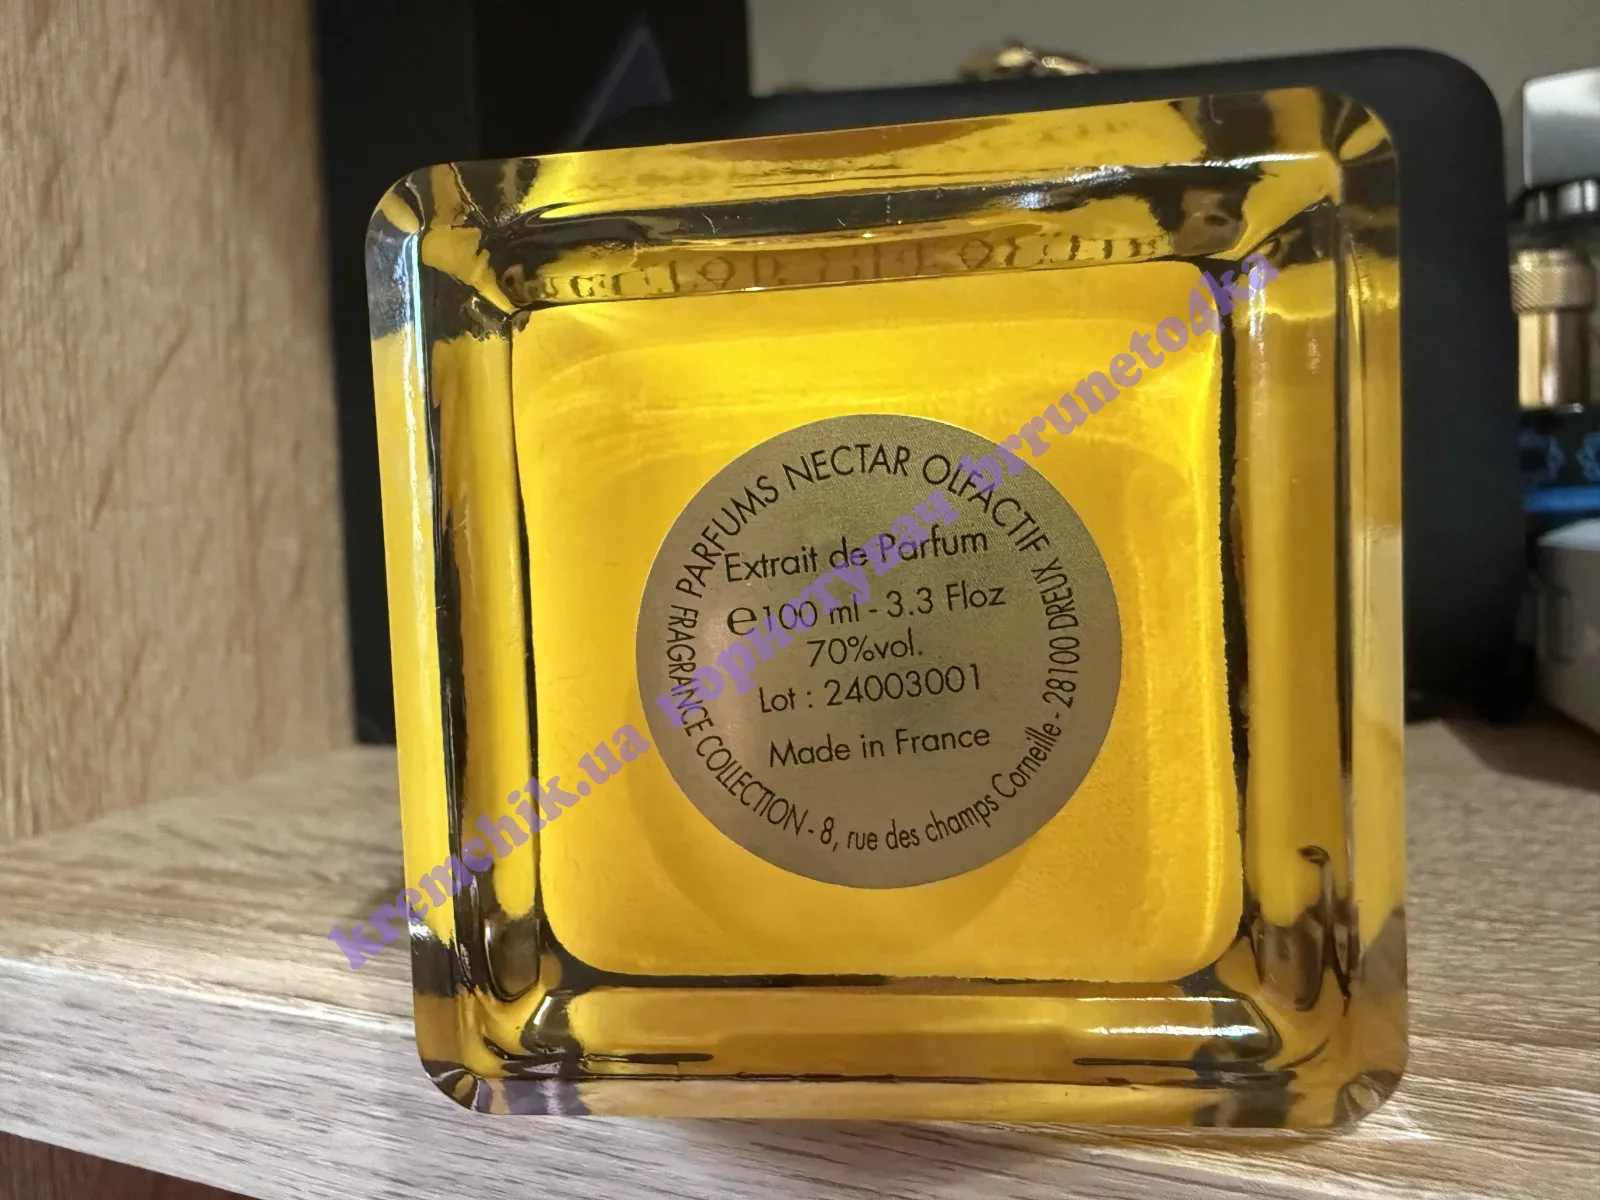 PARFUMS NECTAR OLFACTIF
Extrait de Parfum
℮ 100 ml - 3.3 Floz
70%vol.
Lot : 24003001
Made in France
FRAGRANCE COLLECTION - 8, rue des champs Corneille - 28100 DREUX
kremchik.ua користувач brruneto4ka